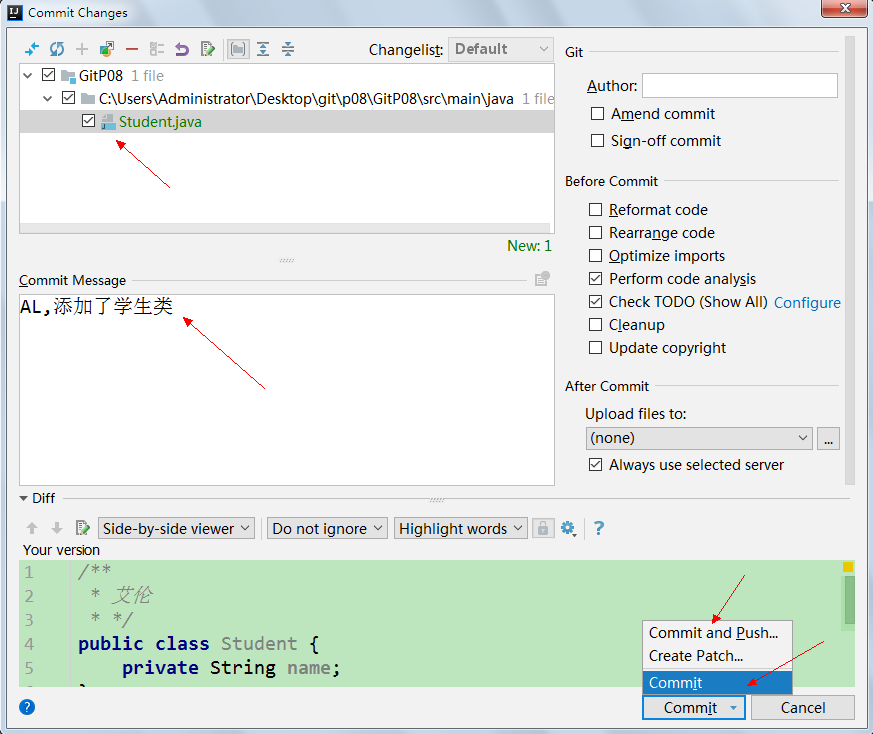 Commit Changes
Changelist: Default
GitP08 1 file
C:\Users\Administrator\Desktop\git\p08\GitP08\src\main\java 1 file
Student.java
New: 1
Commit Message
AL,添加了学生类
Git
Author:
Amend commit
Sign-off commit
Before Commit
Reformat code
Rearrange code
Optimize imports
Perform code analysis
Check TODO (Show All) Configure
Cleanup
Update copyright
After Commit
Upload files to:
(none)
...
Always use selected server
Diff
Side-by-side viewer Do not ignore Highlight words ?
Your version
1 /**
2 * 艾伦
3 * */
4 public class Student {
5 private String name;
Commit and Push...
Create Patch...
Commit
? Commit Cancel